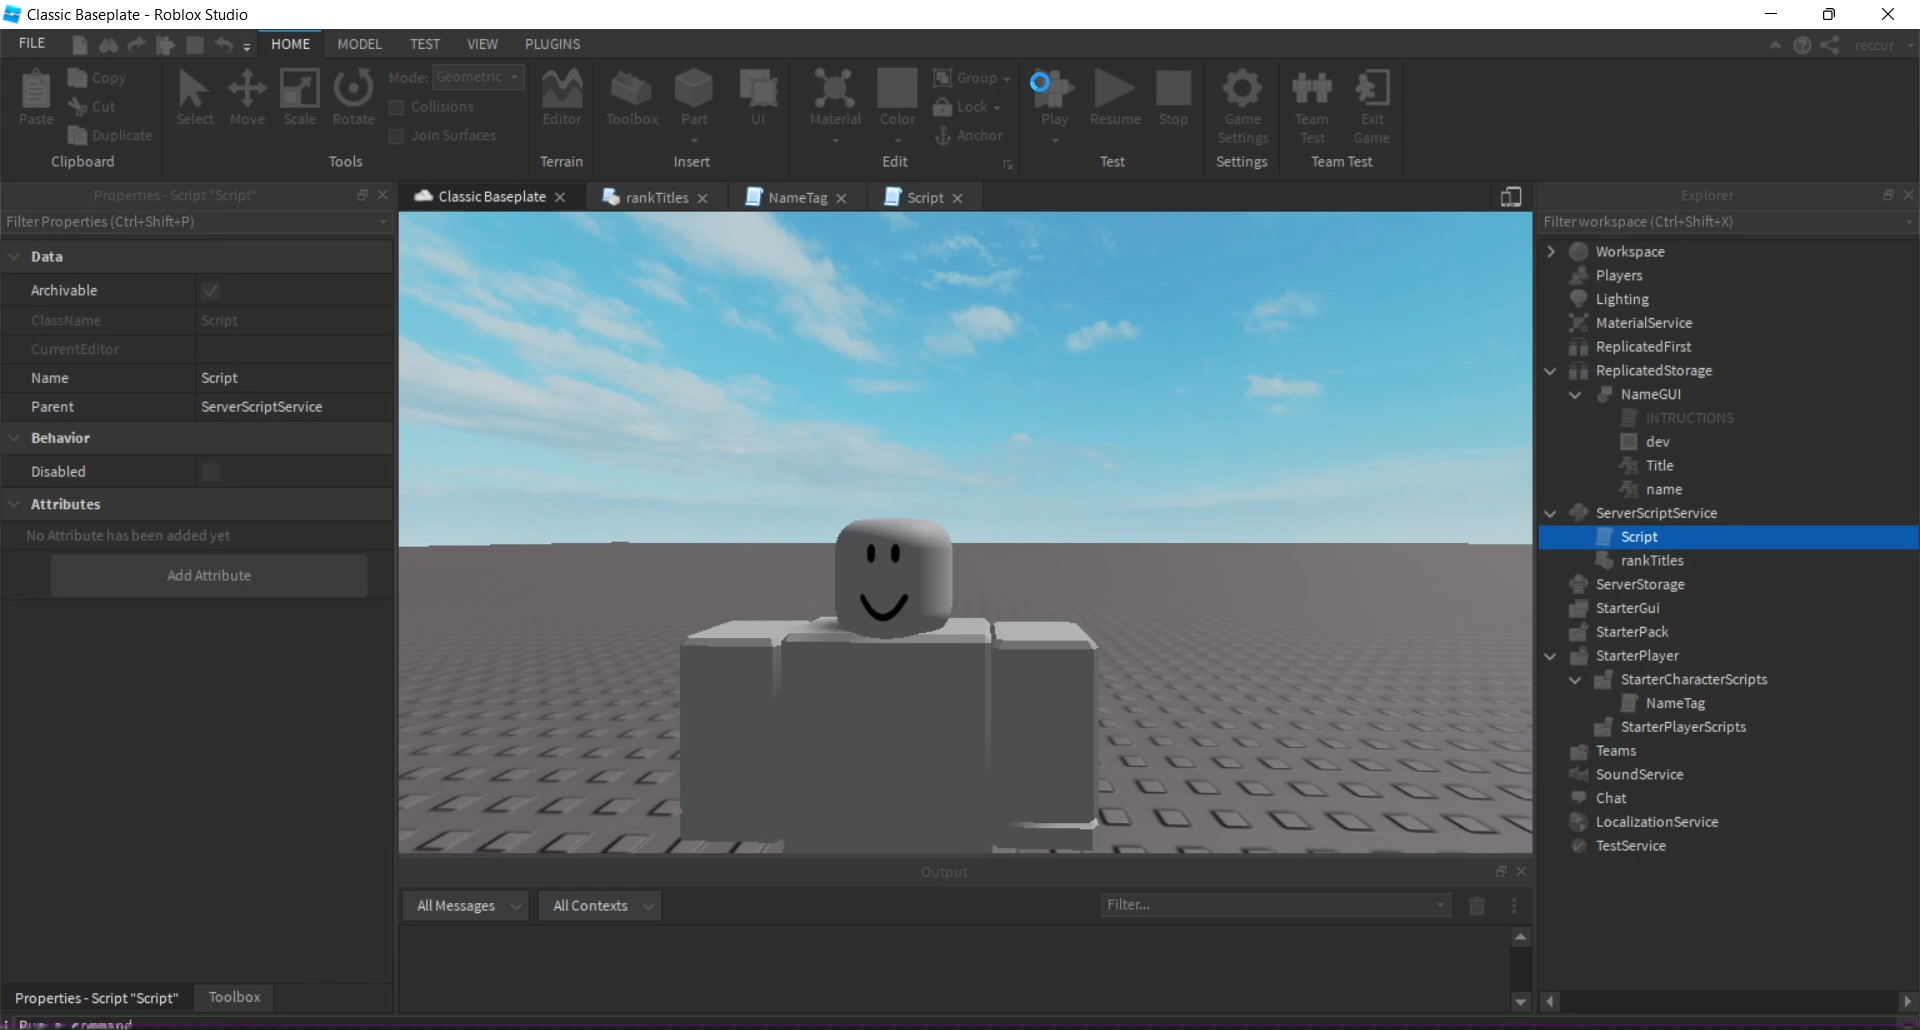 Classic Baseplate - Roblox Studio
FILE
HOME
MODEL
TEST
VIEW
PLUGINS
reccur
Paste
Copy
Cut
Duplicate
Clipboard
Select
Move
Scale
Rotate
Mode: Geometric
Collisions
Join Surfaces
Tools
Editor
Terrain
Toolbox
Part
UI
Insert
Material
Color
Group
Lock
Anchor
Edit
Play
Resume
Stop
Test
Game
Settings
Settings
Team
Test
Exit
Game
Team Test
Properties - Script "Script"
Filter Properties (Ctrl+Shift+P)
Data
Archivable
ClassName Script
CurrentEditor
Name Script
Parent ServerScriptService
Behavior
Disabled
Attributes
No Attribute has been added yet
Add Attribute
Properties - Script "Script"
Toolbox
Classic Baseplate
rankTitles
NameTag
Script
Output
All Messages
All Contexts
Filter...
Explorer
Filter workspace (Ctrl+Shift+X)
Workspace
Players
Lighting
MaterialService
ReplicatedFirst
ReplicatedStorage
NameGUI
INTRUCTIONS
dev
Title
name
ServerScriptService
Script
rankTitles
ServerStorage
StarterGui
StarterPack
StarterPlayer
StarterCharacterScripts
NameTag
StarterPlayerScripts
Teams
SoundService
Chat
LocalizationService
TestService